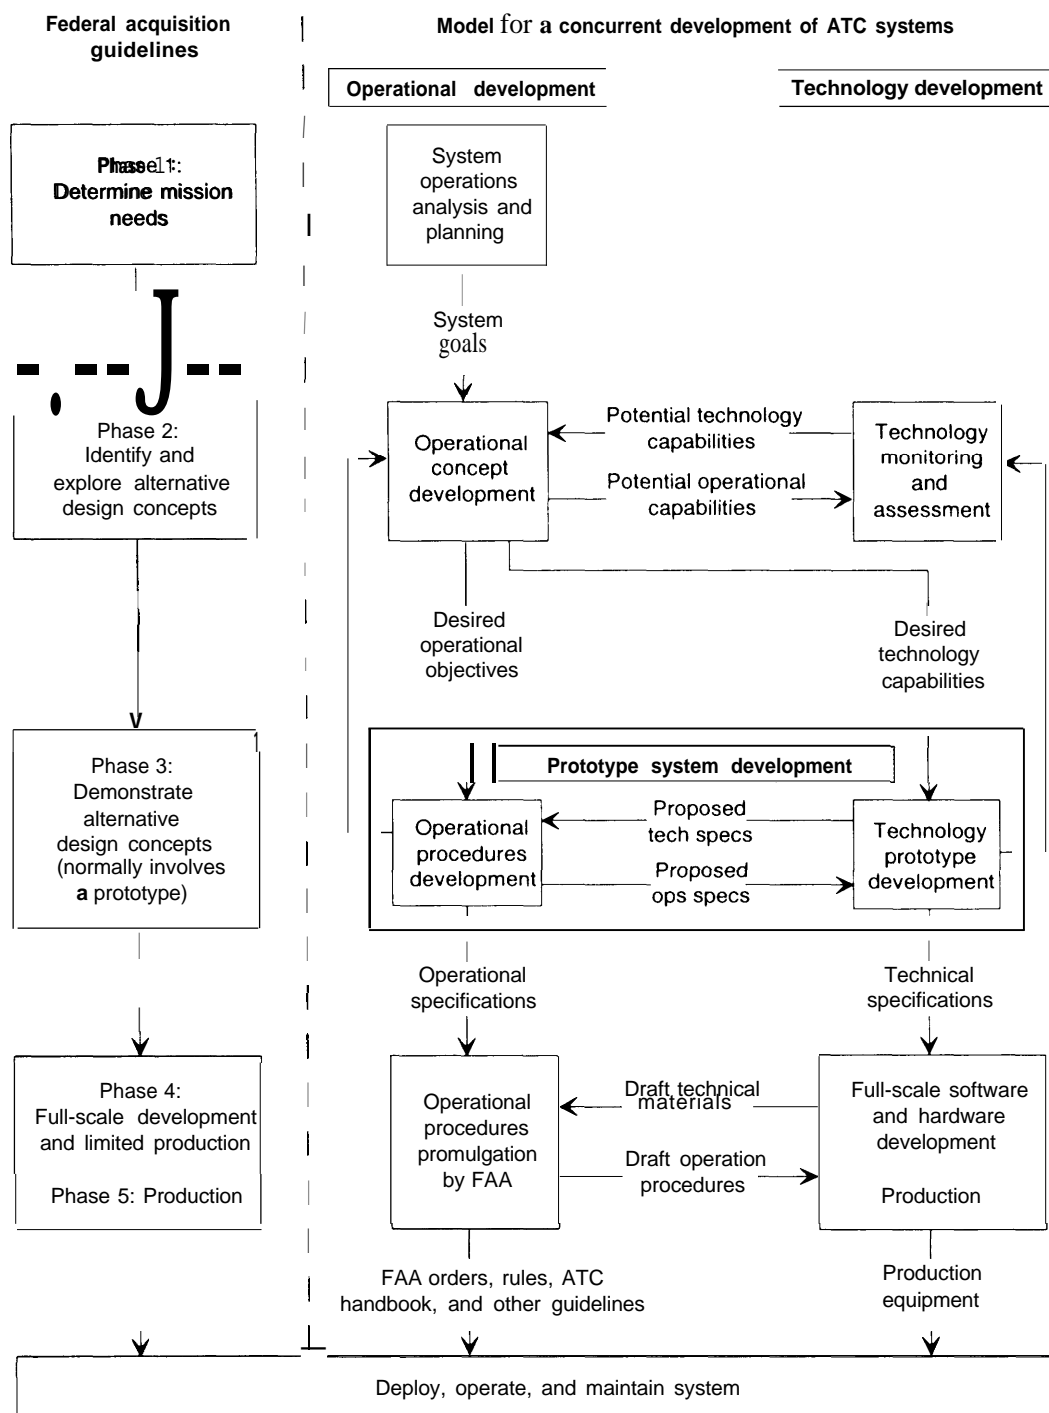 Federal acquisition
guidelines
Model for a concurrent development of ATC systems
Operational development
Technology development
Phase 1:
Determine mission
needs
System
operations
analysis and
planning
System
goals
Phase 2:
Identify and
explore alternative
design concepts
Operational
concept
development
Potential technology
capabilities
Potential operational
capabilities
Technology
monitoring
and
assessment
Desired
operational
objectives
Desired
technology
capabilities
Phase 3:
Demonstrate
alternative
design concepts
(normally involves
a prototype)
Prototype system development
Operational
procedures
development
Proposed
tech specs
Proposed
ops specs
Technology
prototype
development
Operational
specifications
Technical
specifications
Phase 4:
Full-scale development
and limited production
Phase 5: Production
Operational
procedures
promulgation
by FAA
Draft technical
materials
Draft operation
procedures
Full-scale software
and hardware
development
Production
FAA orders, rules, ATC
handbook, and other guidelines
Production
equipment
Deploy, operate, and maintain system